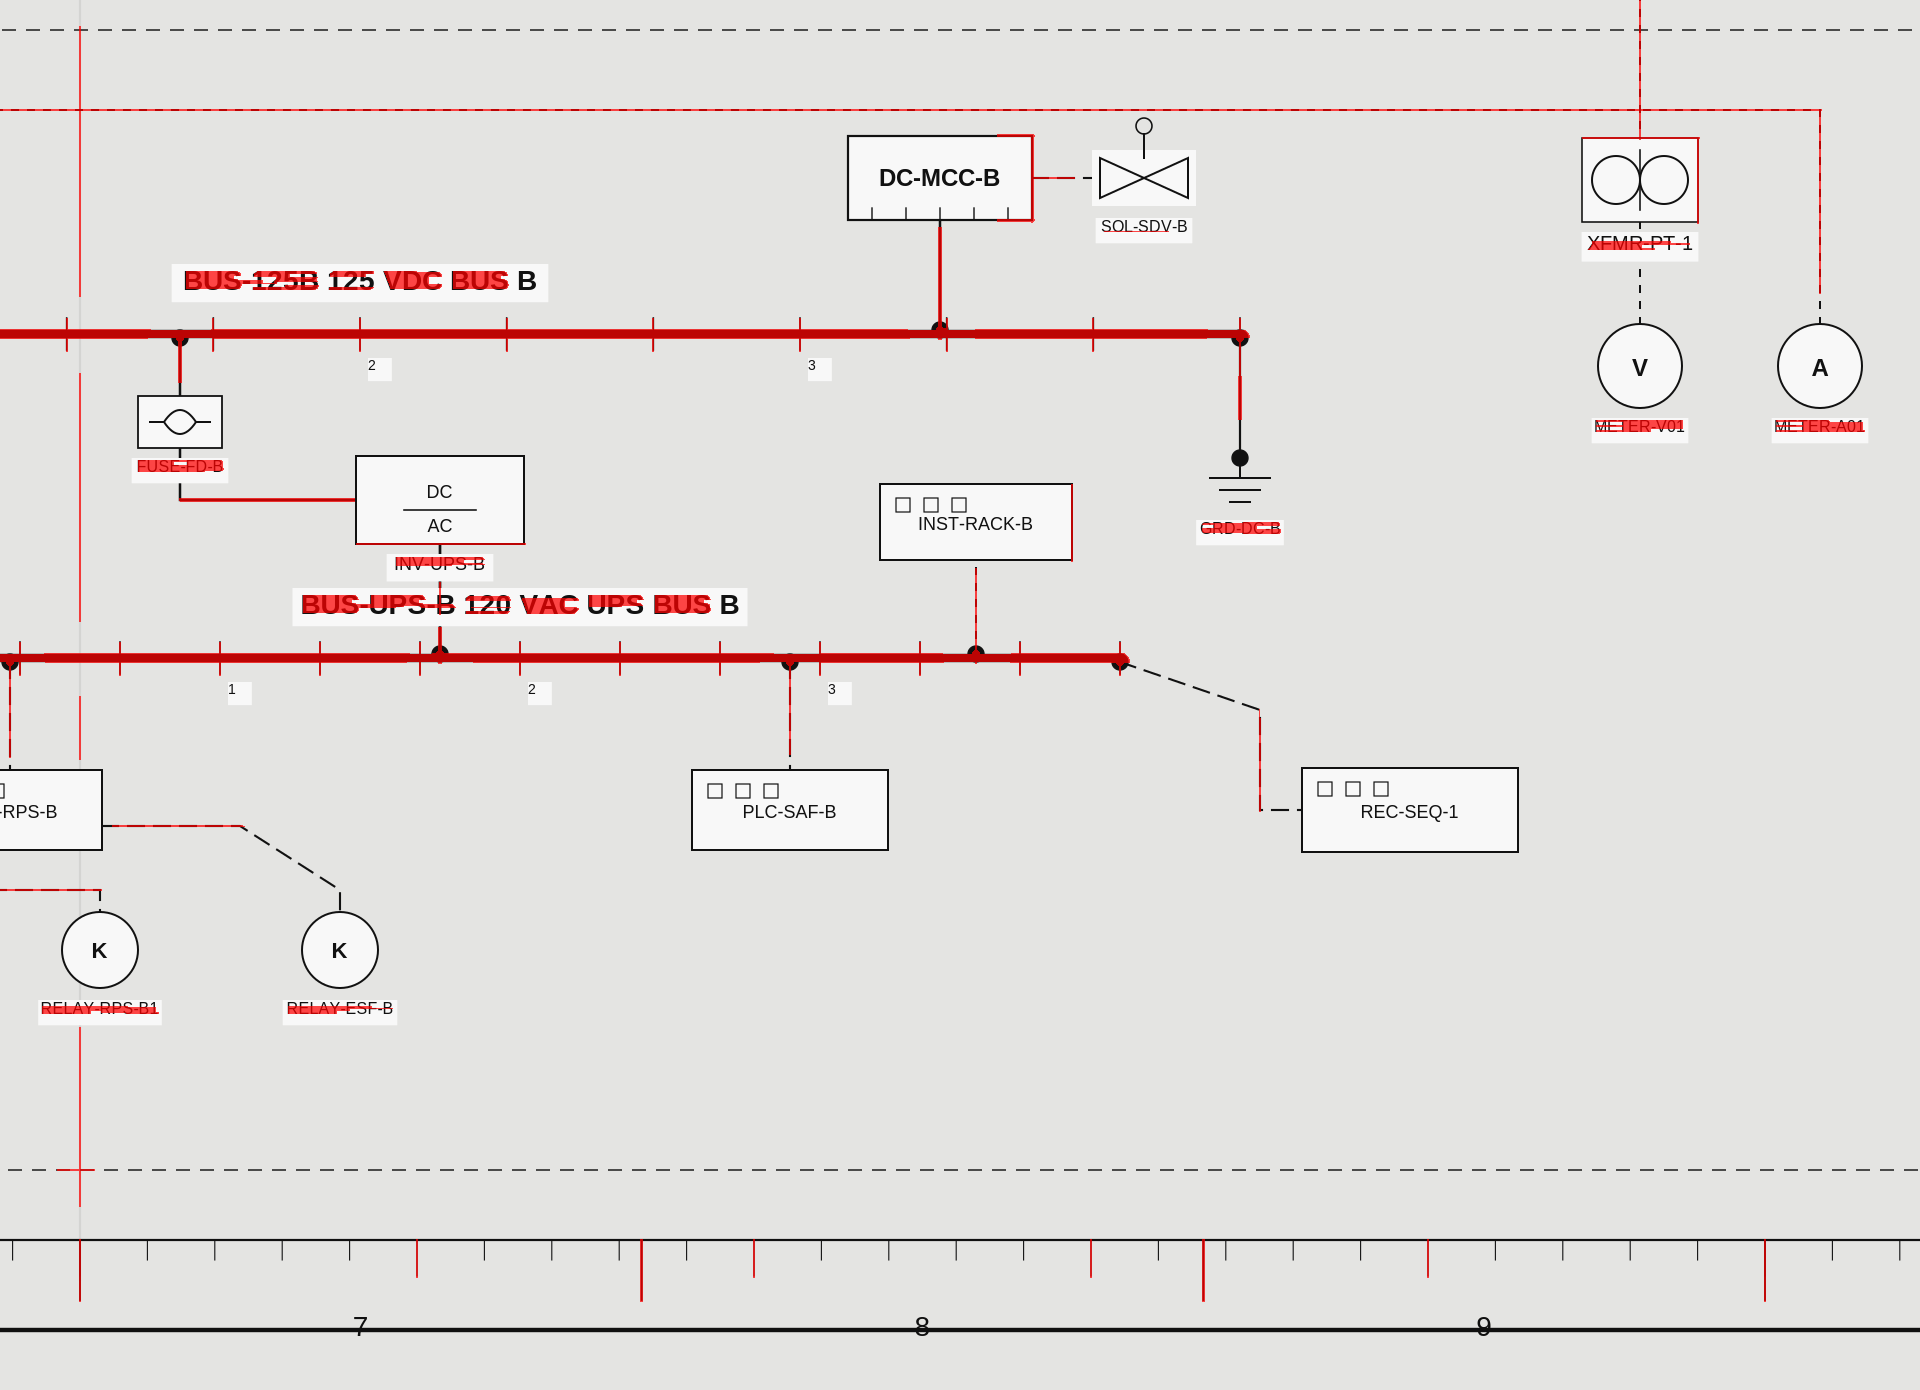 DC-MCC-B
SOL-SDV-B
XFMR-PT-1
BUS-125B 125 VDC BUS B
2
3
V
A
METER-V01
METER-A01
FUSE-FD-B
DC
AC
INV-UPS-B
INST-RACK-B
GRD-DC-B
BUS-UPS-B 120 VAC UPS BUS B
1
2
3
-RPS-B
PLC-SAF-B
REC-SEQ-1
K
K
RELAY-RPS-B1
RELAY-ESF-B
7
8
9